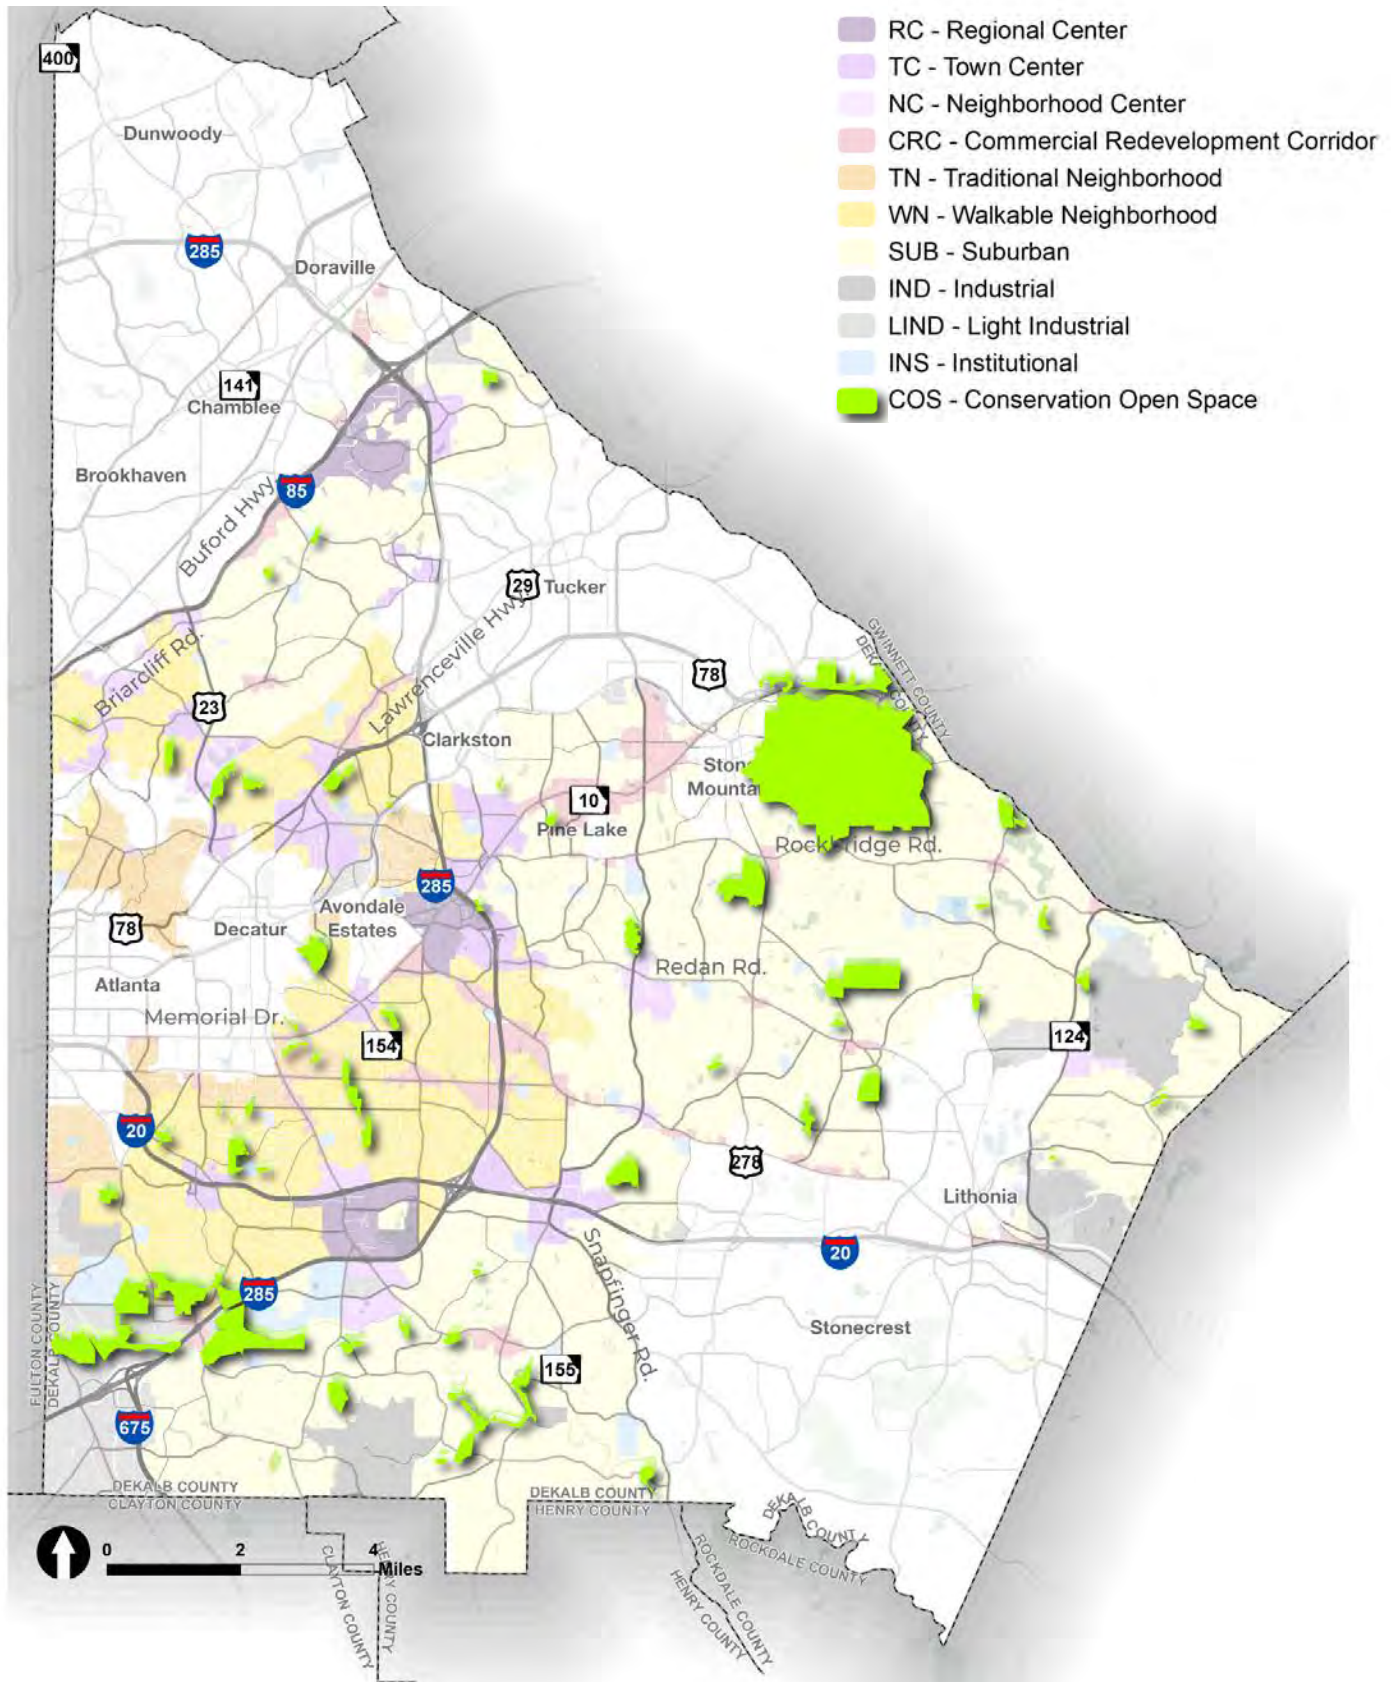 RC - Regional Center
TC - Town Center
NC - Neighborhood Center
CRC - Commercial Redevelopment Corridor
TN - Traditional Neighborhood
WN - Walkable Neighborhood
SUB - Suburban
IND - Industrial
LIND - Light Industrial
INS - Institutional
COS - Conservation Open Space
400
Dunwoody
285
Doraville
141
Chamblee
Brookhaven
85
Buford Hwy.
29
Tucker
Lawrenceville Hwy.
GWINNETT COUNTY
Briarcliff Rd.
78
23
Clarkston
Stone
Mounta
10
Pine Lake
Rockbridge Rd.
285
Avondale
Estates
78
Decatur
Redan Rd.
Atlanta
Memorial Dr.
154
124
20
278
Lithonia
20
Snapfinger Rd.
285
Stonecrest
FULTON COUNTY
DEKALB COUNTY
155
675
DEKALB COUNTY
CLAYTON COUNTY
DEKALB COUNTY
HENRY COUNTY
DEKALB COUNTY
ROCKDALE COUNTY
0 2 4
Miles
CLAYTON COUNTY
HENRY COUNTY
ROCKDALE COUNTY
HENRY COUNTY